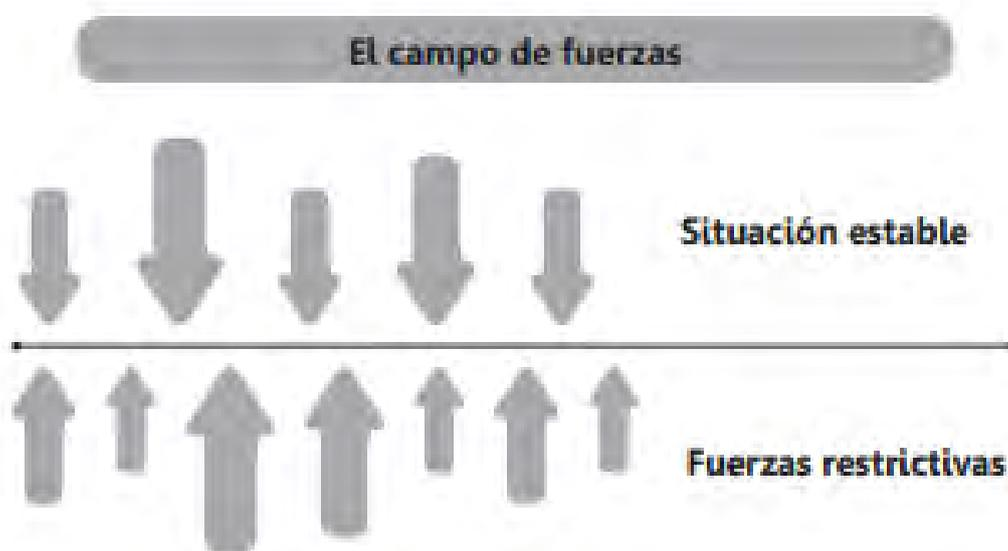 El campo de fuerzas
Situación estable
Fuerzas restrictivas